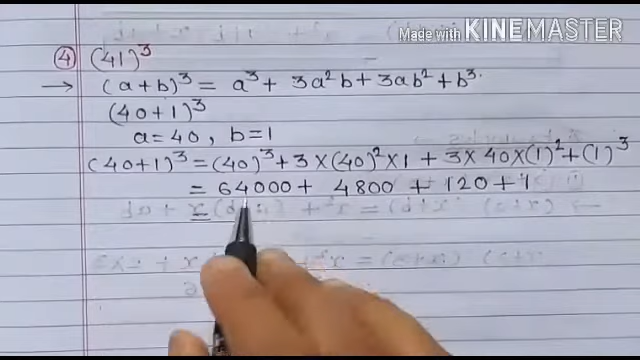 Made with KINEMASTER
④ (41)³
→ (a+b)³ = a³ + 3a²b + 3ab² + b³.
(40+1)³
a=40, b=1
(40+1)³ = (40)³ + 3×(40)²×1 + 3×40×(1)² + (1)³
= 64000 + 4800 + 120 + 1